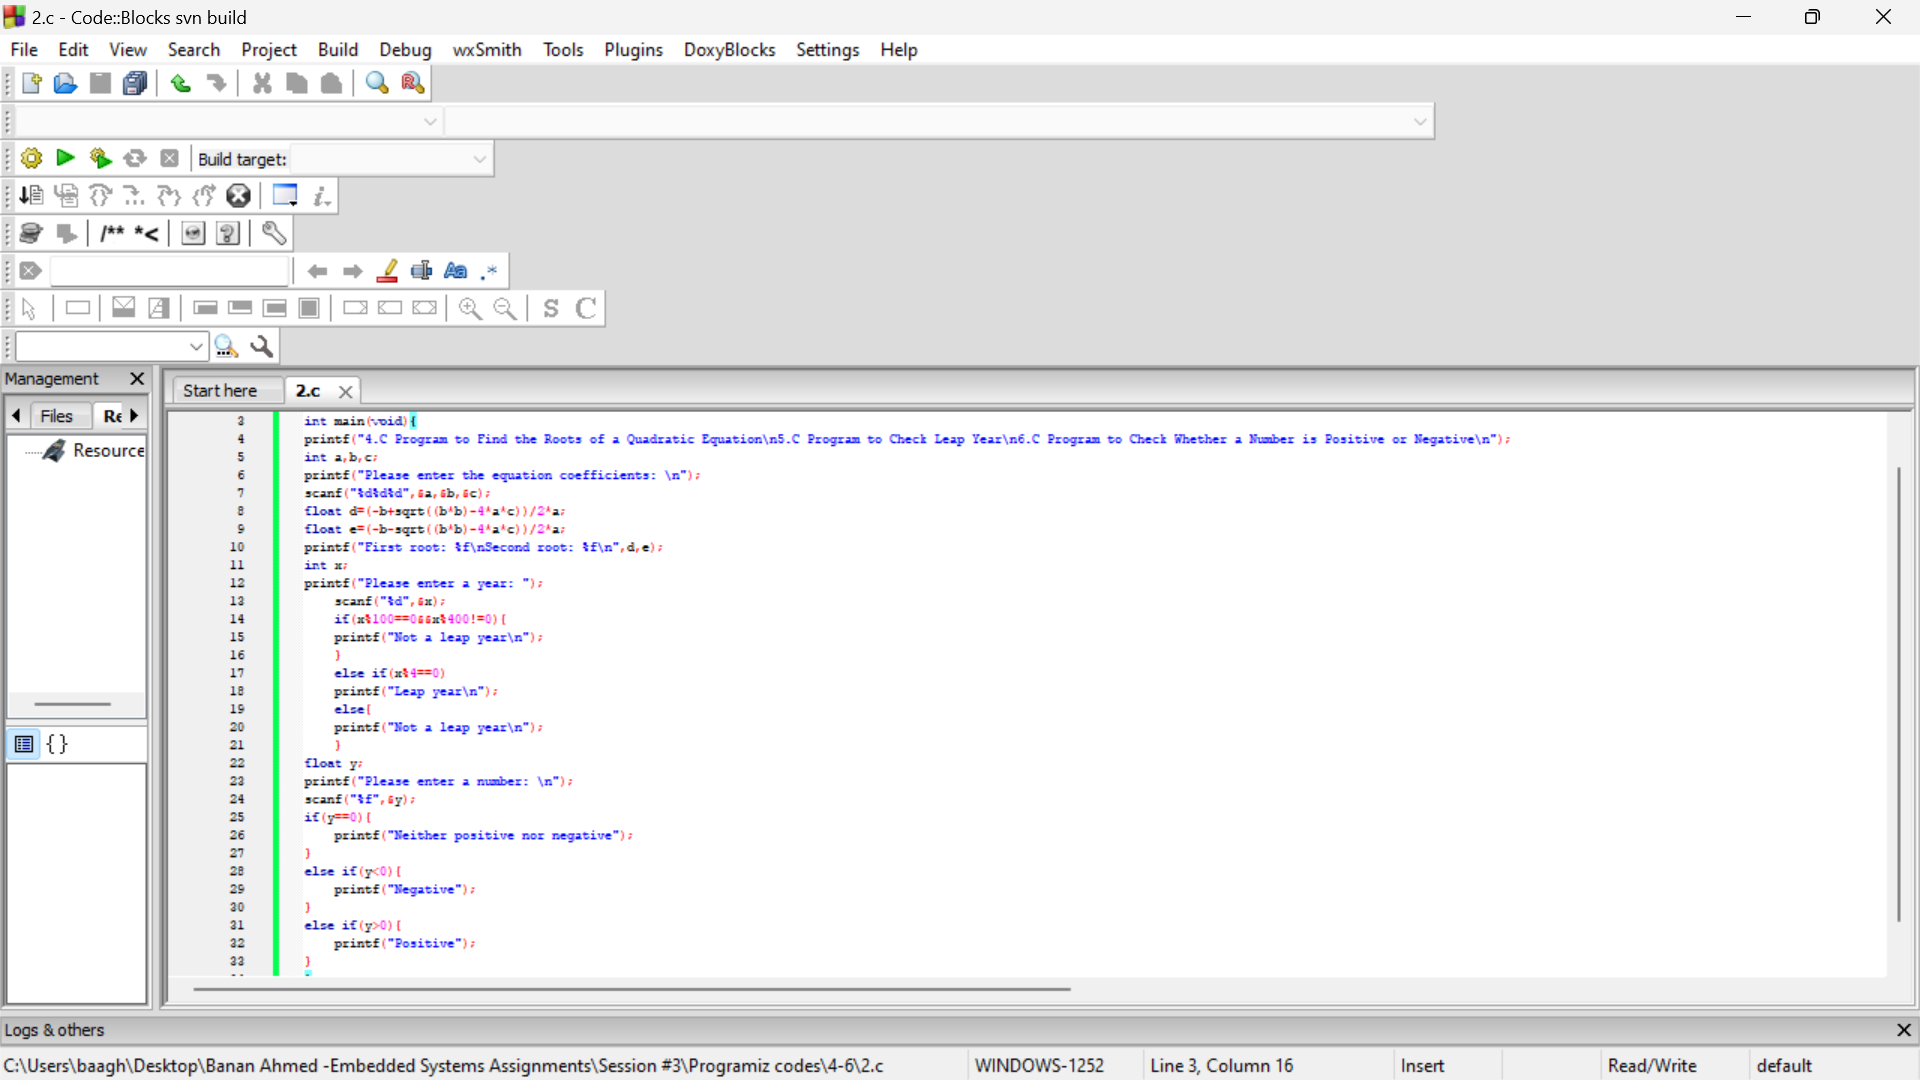 2.c - Code::Blocks svn build
File Edit View Search Project Build Debug wxSmith Tools Plugins DoxyBlocks Settings Help
Build target:
/** *<
Aa .*
S C
Management
Start here 2.c
Files Re
Resource
{}
3 int main(void){
4 printf("4.C Program to Find the Roots of a Quadratic Equation\n5.C Program to Check Leap Year\n6.C Program to Check Whether a Number is Positive or Negative\n");
5 int a,b,c;
6 printf("Please enter the equation coefficients: \n");
7 scanf("%d%d%d",&a,&b,&c);
8 float d=(-b+sqrt((b*b)-4*a*c))/2*a;
9 float e=(-b-sqrt((b*b)-4*a*c))/2*a;
10 printf("First root: %f\nSecond root: %f\n",d,e);
11 int x;
12 printf("Please enter a year: ");
13 scanf("%d",&x);
14 if(x%100==0&&x%400!=0){
15 printf("Not a leap year\n");
16 }
17 else if(x%4==0)
18 printf("Leap year\n");
19 else{
20 printf("Not a leap year\n");
21 }
22 float y;
23 printf("Please enter a number: \n");
24 scanf("%f",&y);
25 if(y==0){
26 printf("Neither positive nor negative");
27 }
28 else if(y<0){
29 printf("Negative");
30 }
31 else if(y>0){
32 printf("Positive");
33 }
Logs & others
C:\Users\baagh\Desktop\Banan Ahmed -Embedded Systems Assignments\Session #3\Programiz codes\4-6\2.c WINDOWS-1252 Line 3, Column 16 Insert Read/Write default